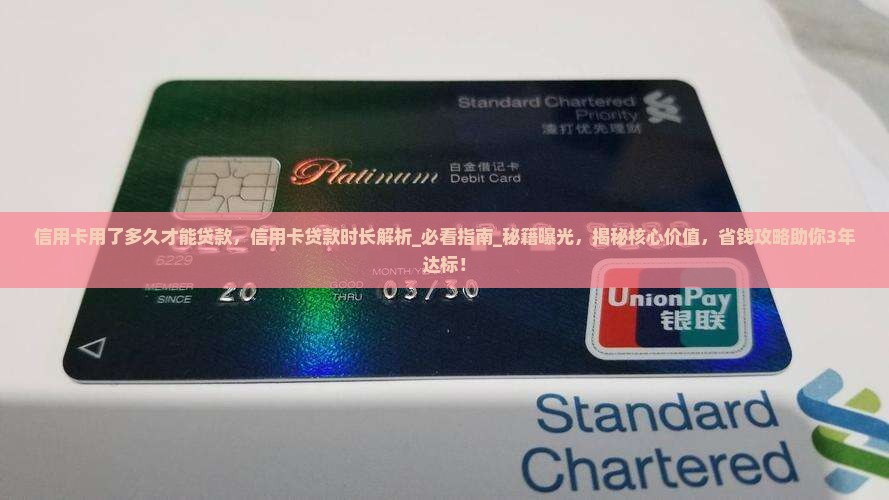 Standard Chartered
Priority
渣打优先理财
Platinum 白金借记卡
Debit Card
信用卡用了多久才能贷款，信用卡贷款时长解析_必看指南_秘籍曝光，揭秘核心价值，省钱攻略助你3年
达标！
6229
MONTH/YE
MEMBER
SINCE 20 GOOD
THRU 03/30
UnionPay
银联
Standard
Chartered